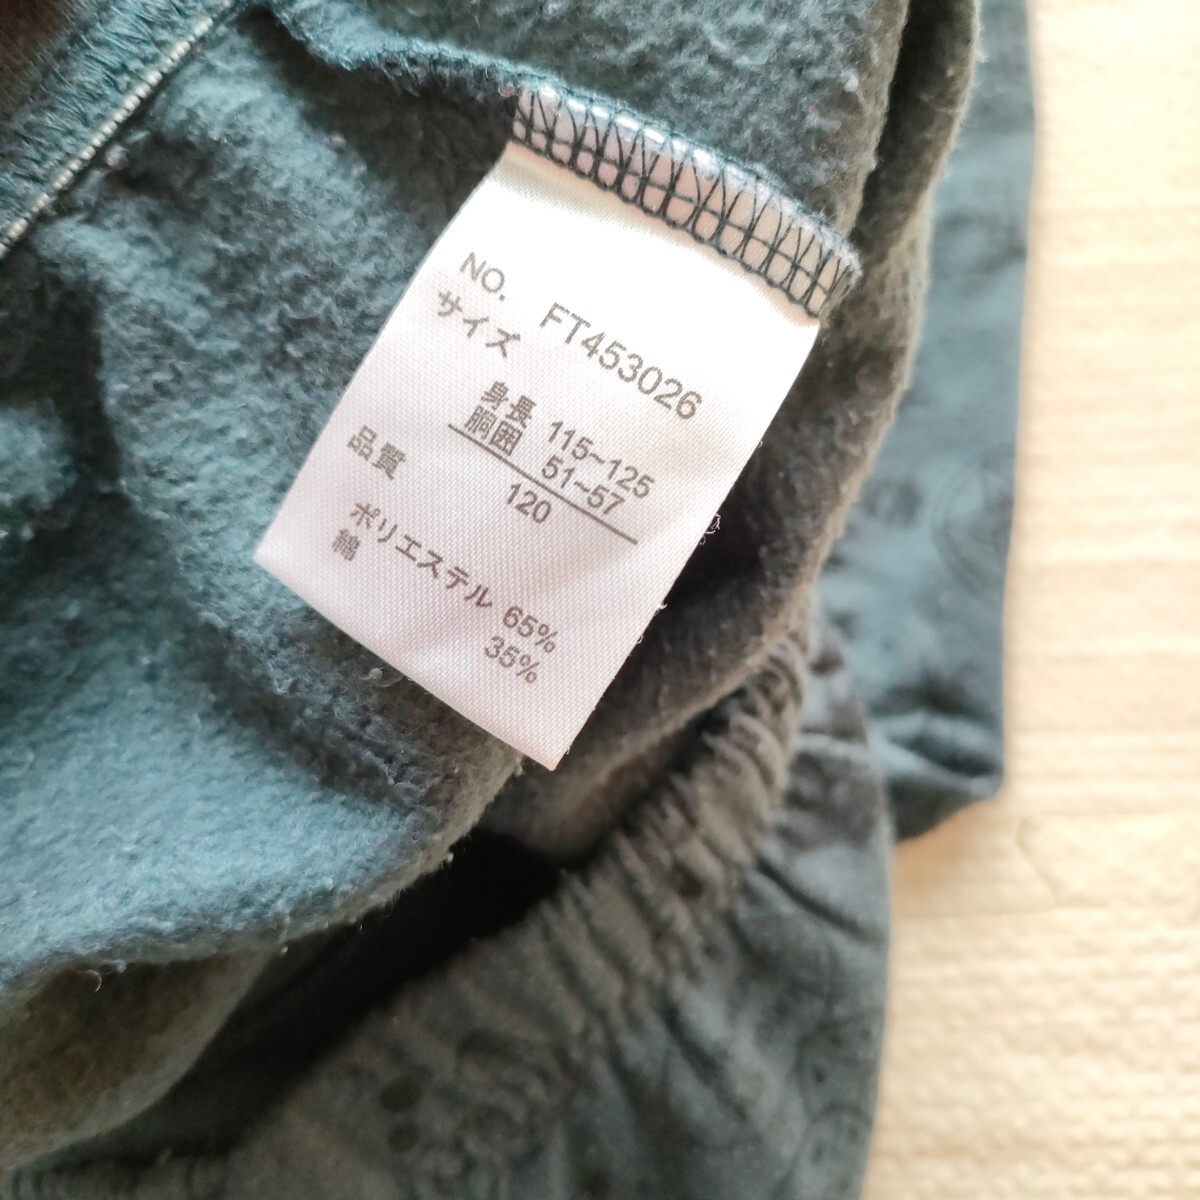 NO. FT453026
サイズ
身長 115~125
胴囲 51~57
120
品質
ポリエステル 65%
綿 35%